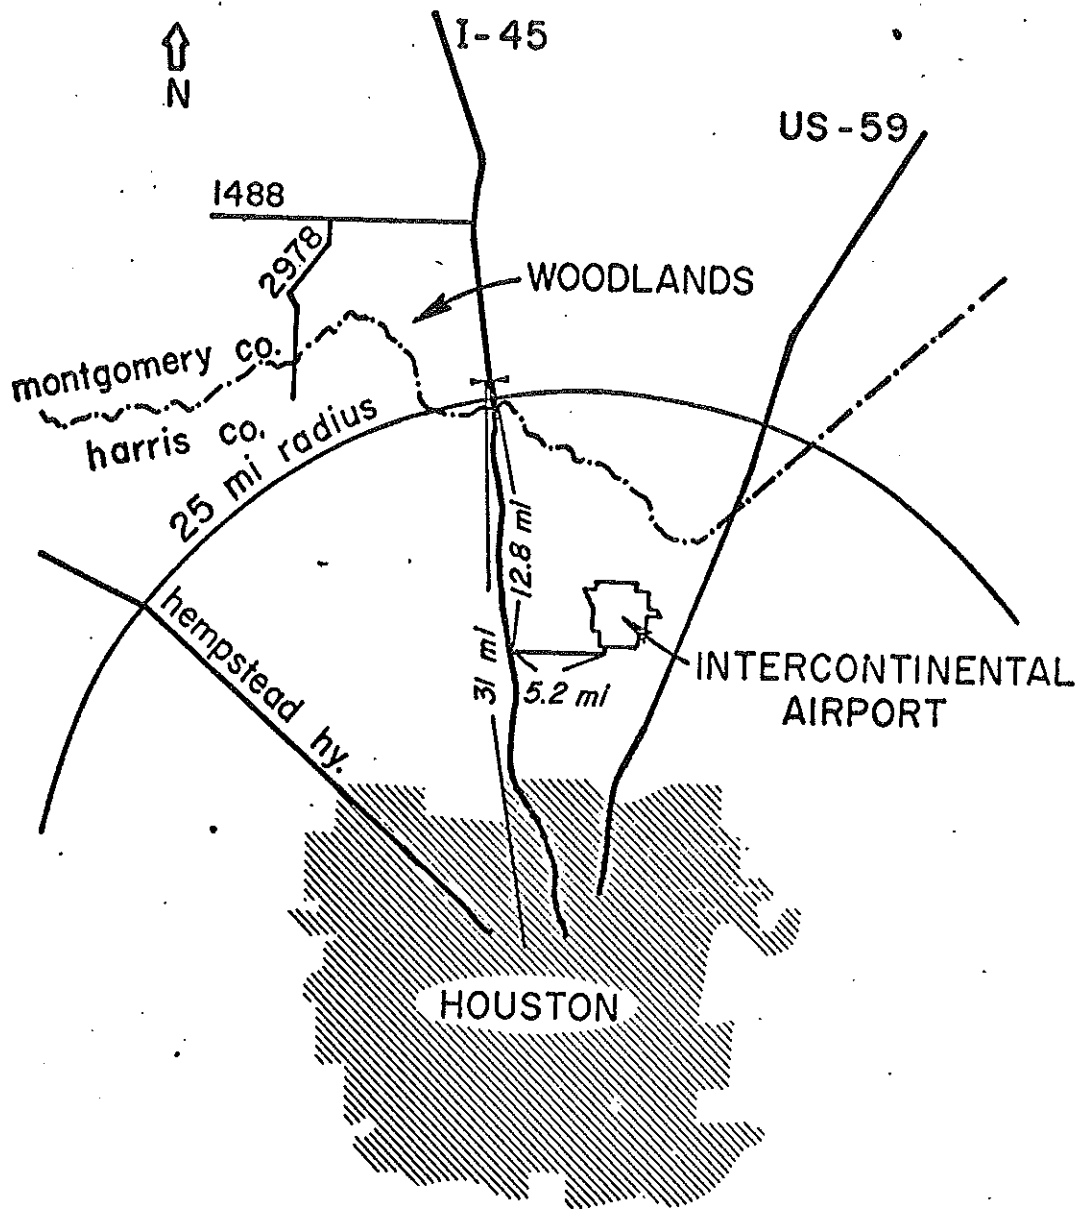 I-45
N
US-59
1488
2978
WOODLANDS
montgomery co.
harris co.
25 mi radius
12.8 mi
hempstead hy.
31 mi
5.2 mi
INTERCONTINENTAL
AIRPORT
HOUSTON